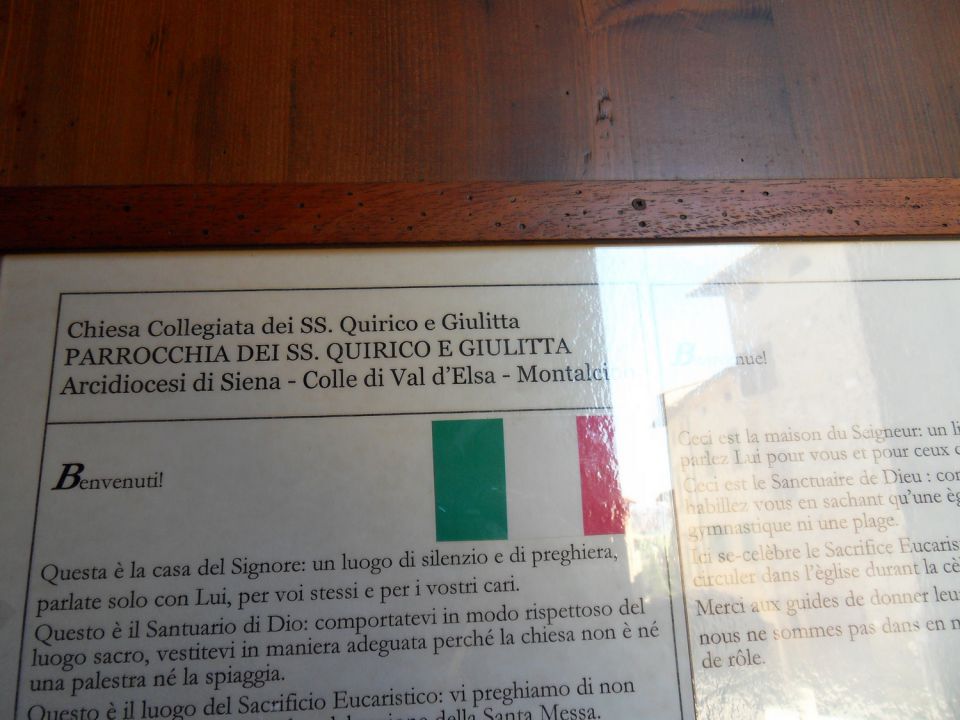 Chiesa Collegiata dei SS. Quirico e Giulitta
PARROCCHIA DEI SS. QUIRICO E GIULITTA
Arcidiocesi di Siena - Colle di Val d'Elsa - Montalcino
Benvenuti!
Questa è la casa del Signore: un luogo di silenzio e di preghiera,
parlate solo con Lui, per voi stessi e per i vostri cari.
Questo è il Santuario di Dio: comportatevi in modo rispettoso del
luogo sacro, vestitevi in maniera adeguata perché la chiesa non è né
una palestra né la spiaggia.
Questo è il luogo del Sacrificio Eucaristico: vi preghiamo di non
della Santa Messa.
Bienvenue!
Ceci est la maison du Seigneur: un
parlez Lui pour vous et pour ceux
Ceci est le Sanctuaire de Dieu :
habillez vous en sachant qu'une
gymnastique ni une plage.
Ici se-celèbre le Sacrifice
circuler dans l'èglise durant la
Merci aux guides de donner
nous ne sommes pas dans en
de rôle.